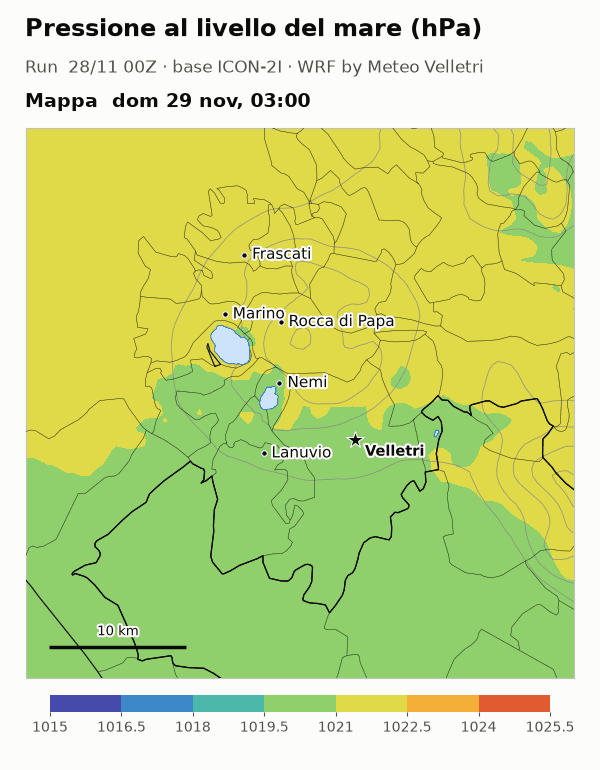 Pressione al livello del mare (hPa)
Run  28/11 00Z · base ICON-2I · WRF by Meteo Velletri
Mappa  dom 29 nov, 03:00
Frascati
Marino
Rocca di Papa
Nemi
Velletri
Lanuvio
10 km
1015 1016.5 1018 1019.5 1021 1022.5 1024 1025.5